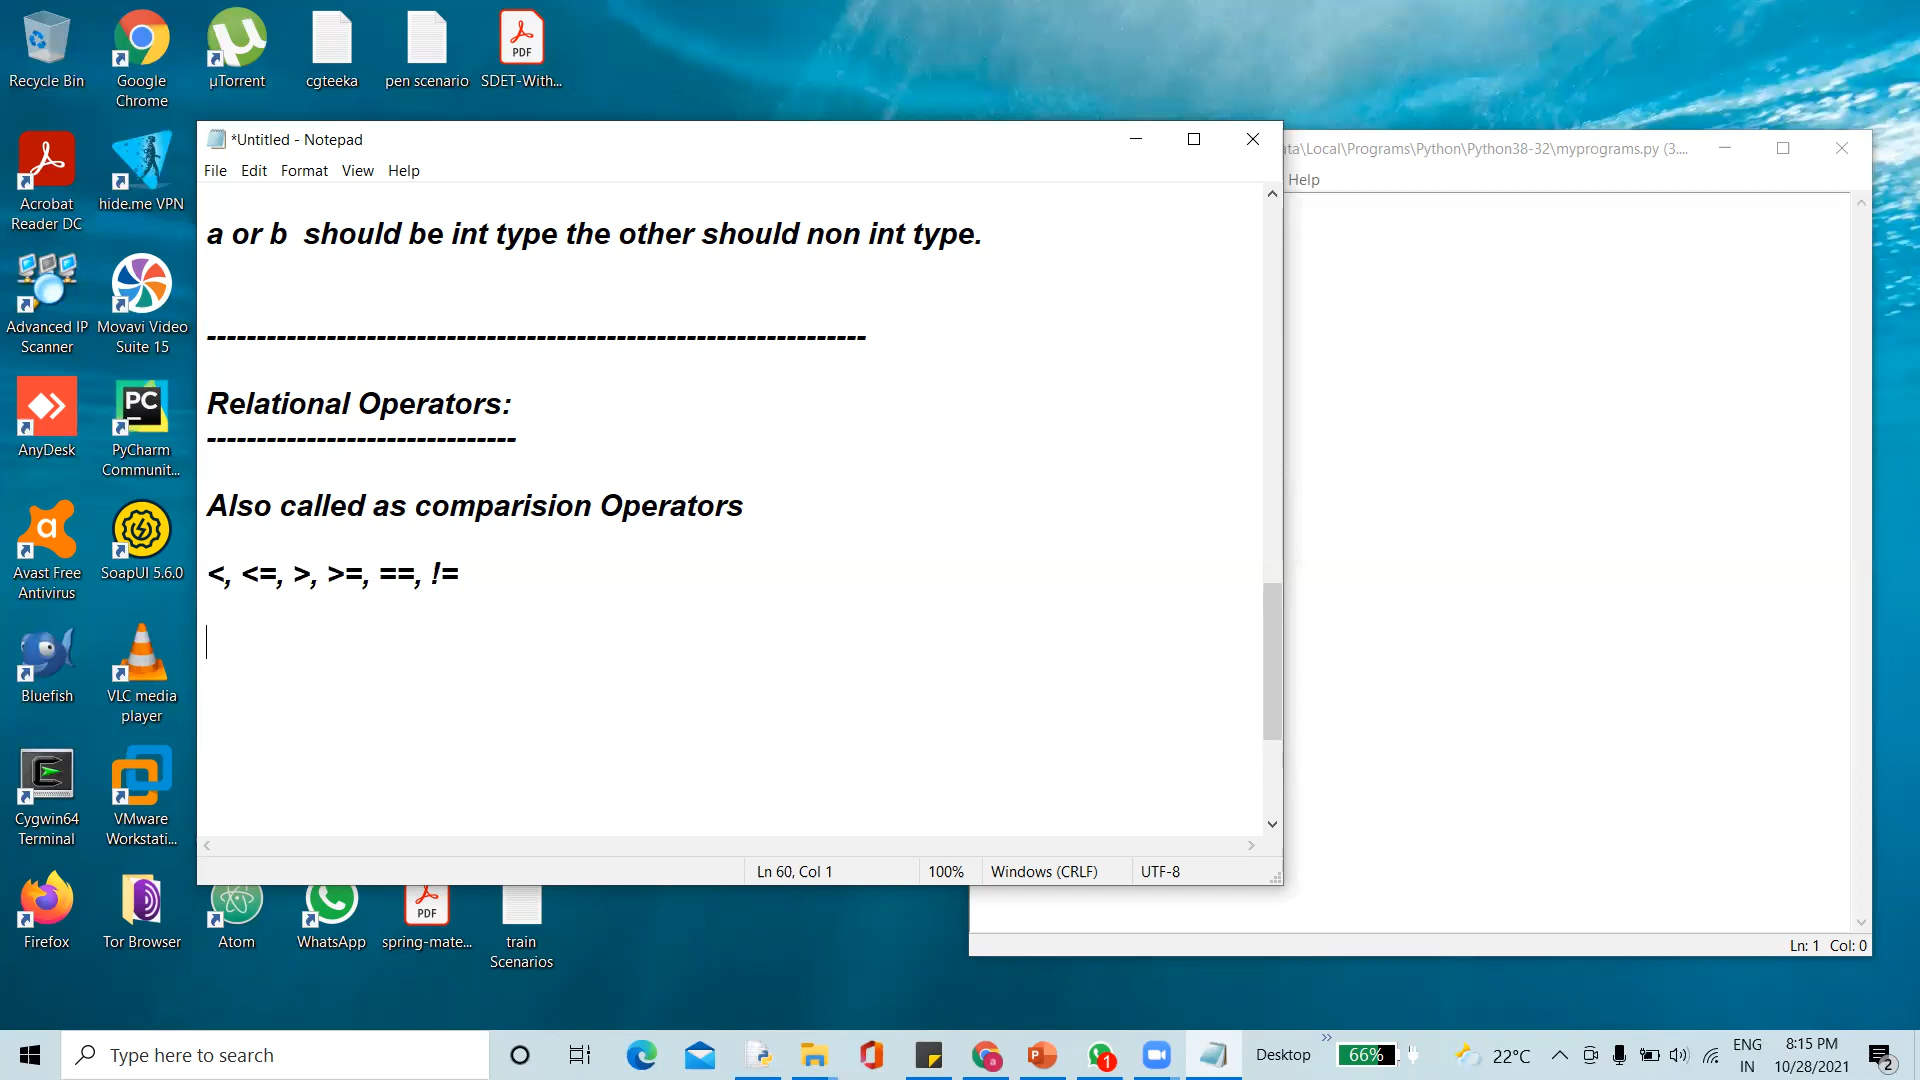 Recycle Bin
Google
Chrome
µTorrent
cgteeka
pen scenario
PDF
SDET-With...
Acrobat
Reader DC
hide.me VPN
Advanced IP
Scanner
Movavi Video
Suite 15
AnyDesk
PC
PyCharm
Communit...
Avast Free
Antivirus
SoapUI 5.6.0
Bluefish
VLC media
player
Cygwin64
Terminal
VMware
Workstati...
Firefox
Tor Browser
Atom
WhatsApp
PDF
spring-mate...
train
Scenarios
*Untitled - Notepad
File Edit Format View Help
a or b  should be int type the other should non int type.
------------------------------------------------------------------
Relational Operators:
-------------------------------
Also called as comparision Operators
<, <=, >, >=, ==, !=
Ln 60, Col 1
100%
Windows (CRLF)
UTF-8
ata\Local\Programs\Python\Python38-32\myprograms.py (3....
Help
Ln: 1 Col: 0
Type here to search
1
Desktop
66%
22°C
ENG
IN
8:15 PM
10/28/2021
2